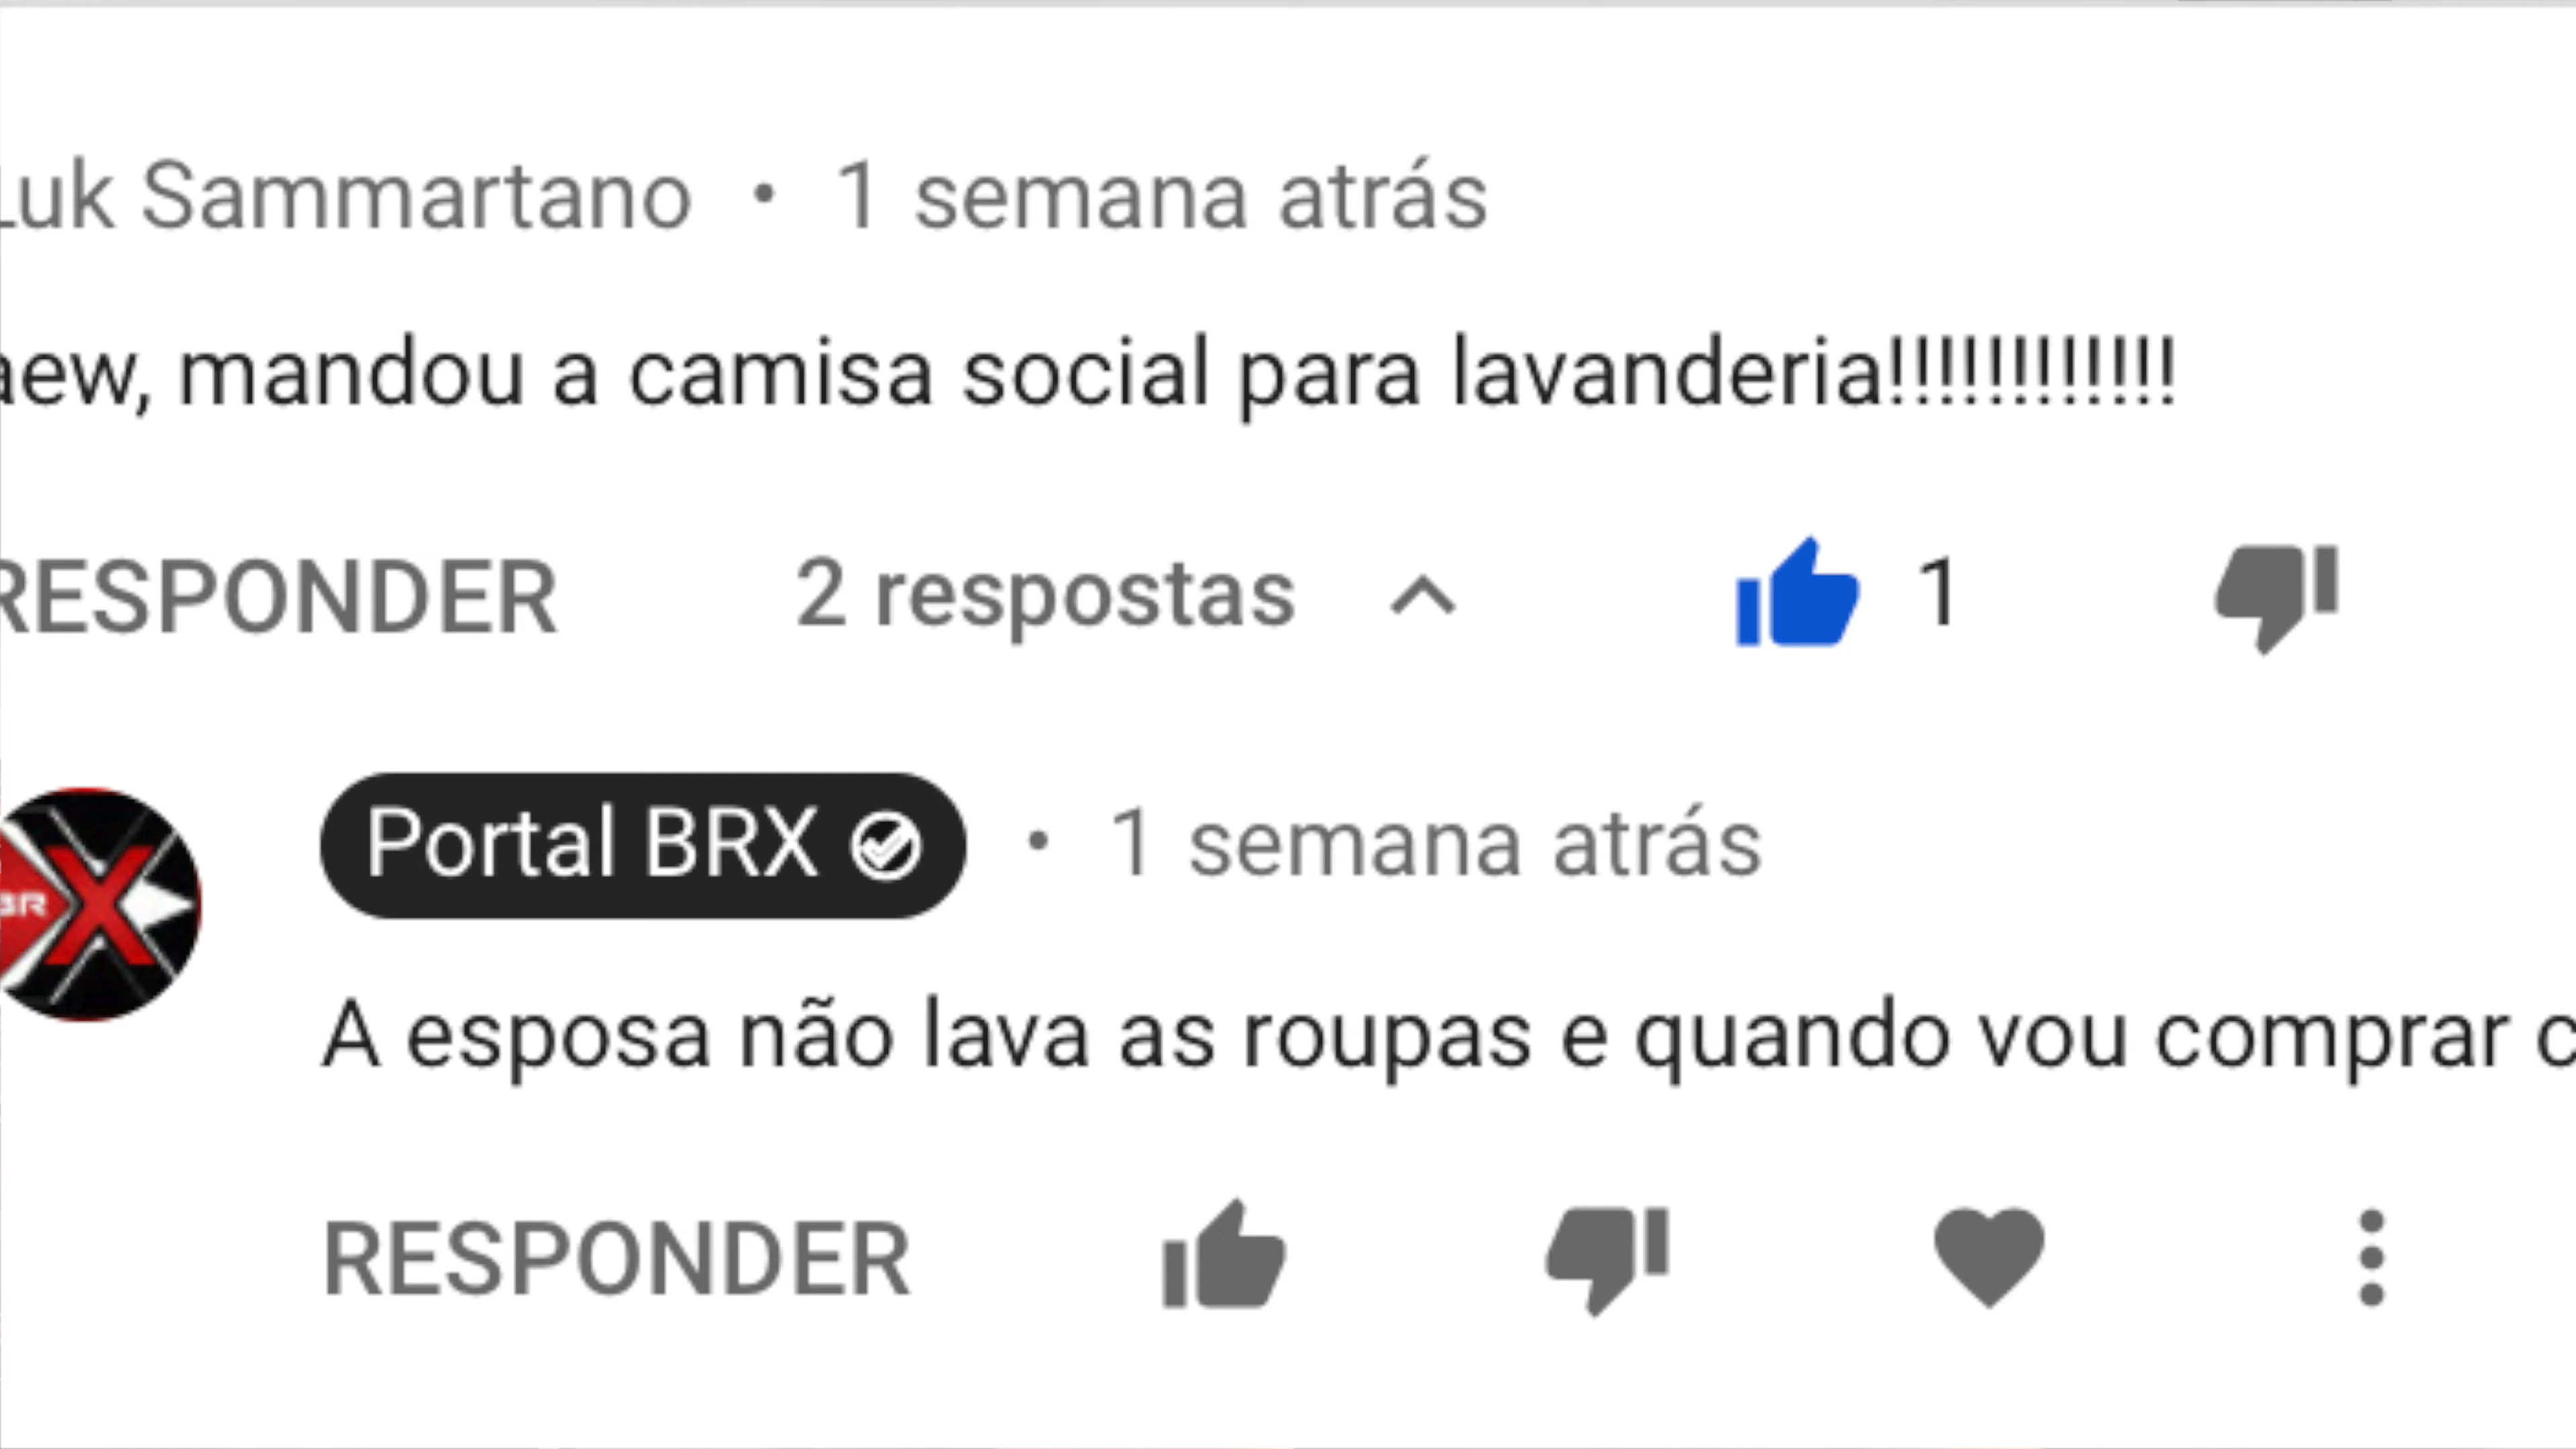 Luk Sammartano • 1 semana atrás
aew, mandou a camisa social para lavanderia!!!!!!!!!!!!
RESPONDER 2 respostas 1
BR X
Portal BRX • 1 semana atrás
A esposa não lava as roupas e quando vou comprar
RESPONDER